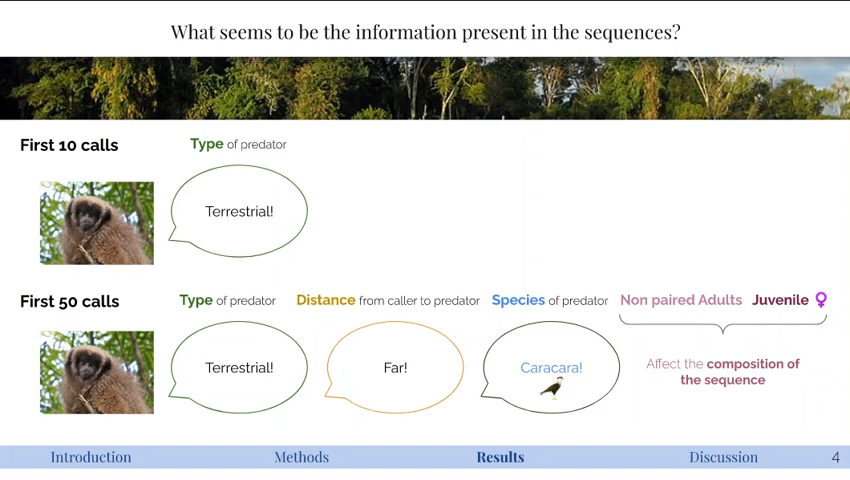 What seems to be the information present in the sequences?
First 10 calls
Type of predator
Terrestrial!
First 50 calls
Type of predator
Distance from caller to predator
Species of predator
Non paired Adults
Juvenile ♀
Terrestrial!
Far!
Caracara!
Affect the composition of
the sequence
Introduction
Methods
Results
Discussion
4